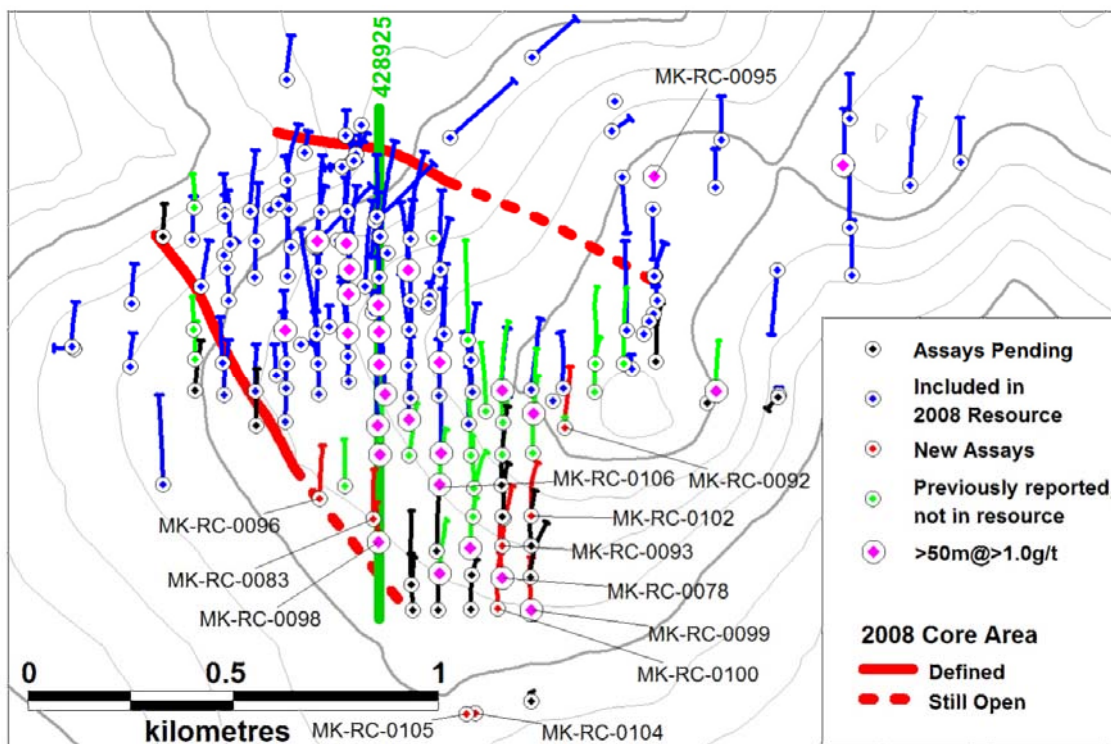 428925
MK-RC-0095
Assays Pending
Included in
2008 Resource
New Assays
Previously reported
not in resource
>50m@>1.0g/t
2008 Core Area
Defined
Still Open
MK-RC-0106
MK-RC-0092
MK-RC-0096
MK-RC-0102
MK-RC-0083
MK-RC-0093
MK-RC-0098
MK-RC-0078
MK-RC-0099
MK-RC-0100
0 0.5 1
kilometres
MK-RC-0105
MK-RC-0104